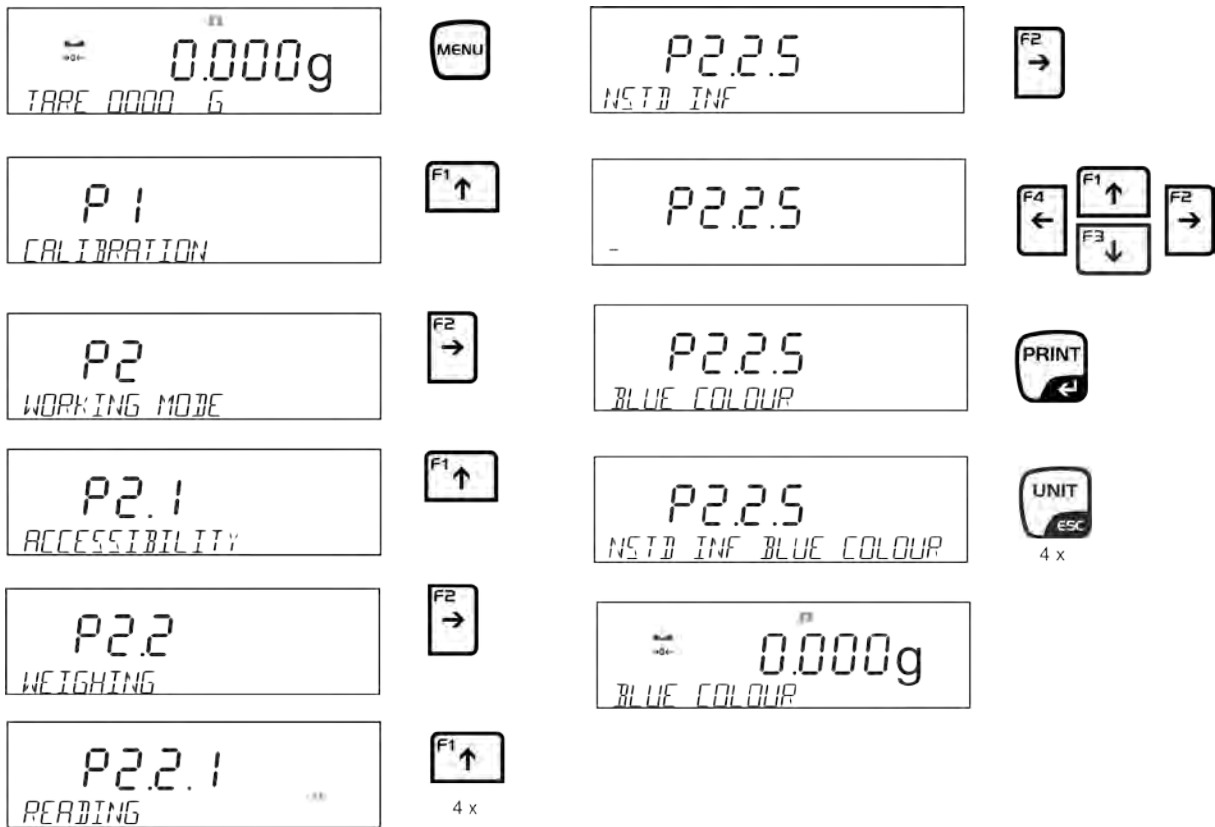 0.000g
TARE 0000 G
MENU
P1
CALIBRATION
F1
P2
WORKING MODE
F2
P2.1
ACCESSIBILITY
F1
P2.2
WEIGHING
F2
P2.2.1
READING
F1
4 x
P2.2.5
NSTD INF
F2
P2.2.5
_
F4
F1
F3
F2
P2.2.5
BLUE COLOUR
PRINT
P2.2.5
NSTD INF BLUE COLOUR
UNIT
ESC
4 x
0.000g
BLUE COLOUR